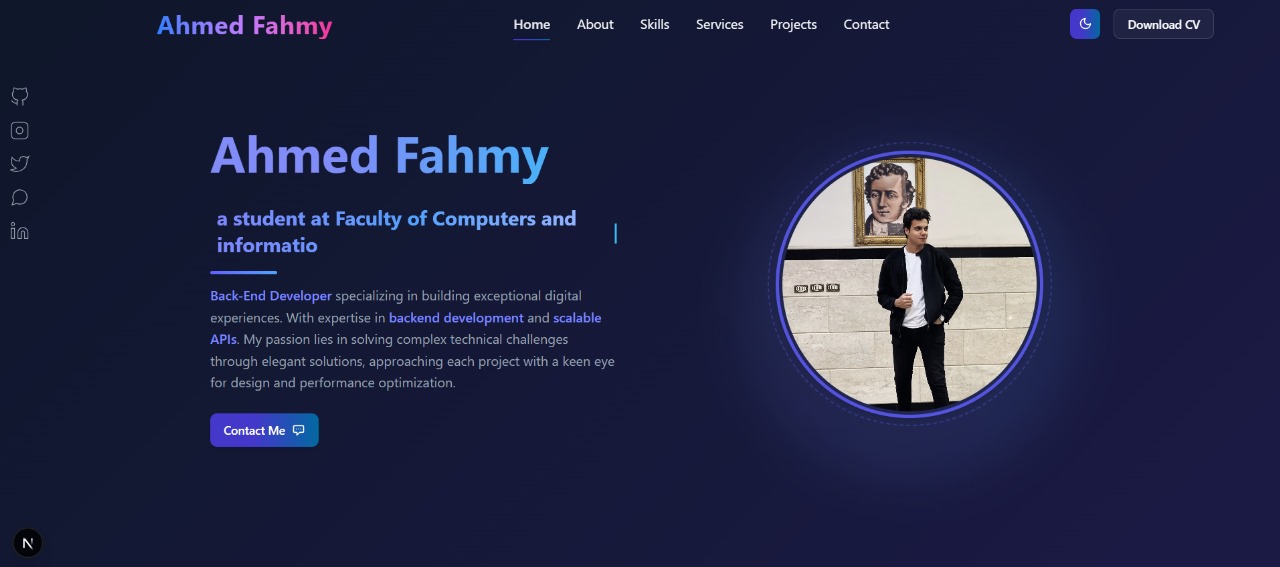 Ahmed Fahmy
Home
About
Skills
Services
Projects
Contact
Download CV
Ahmed Fahmy
a student at Faculty of Computers and
informatio
Back-End Developer specializing in building exceptional digital
experiences. With expertise in backend development and scalable
APIs. My passion lies in solving complex technical challenges
through elegant solutions, approaching each project with a keen eye
for design and performance optimization.
Contact Me
N